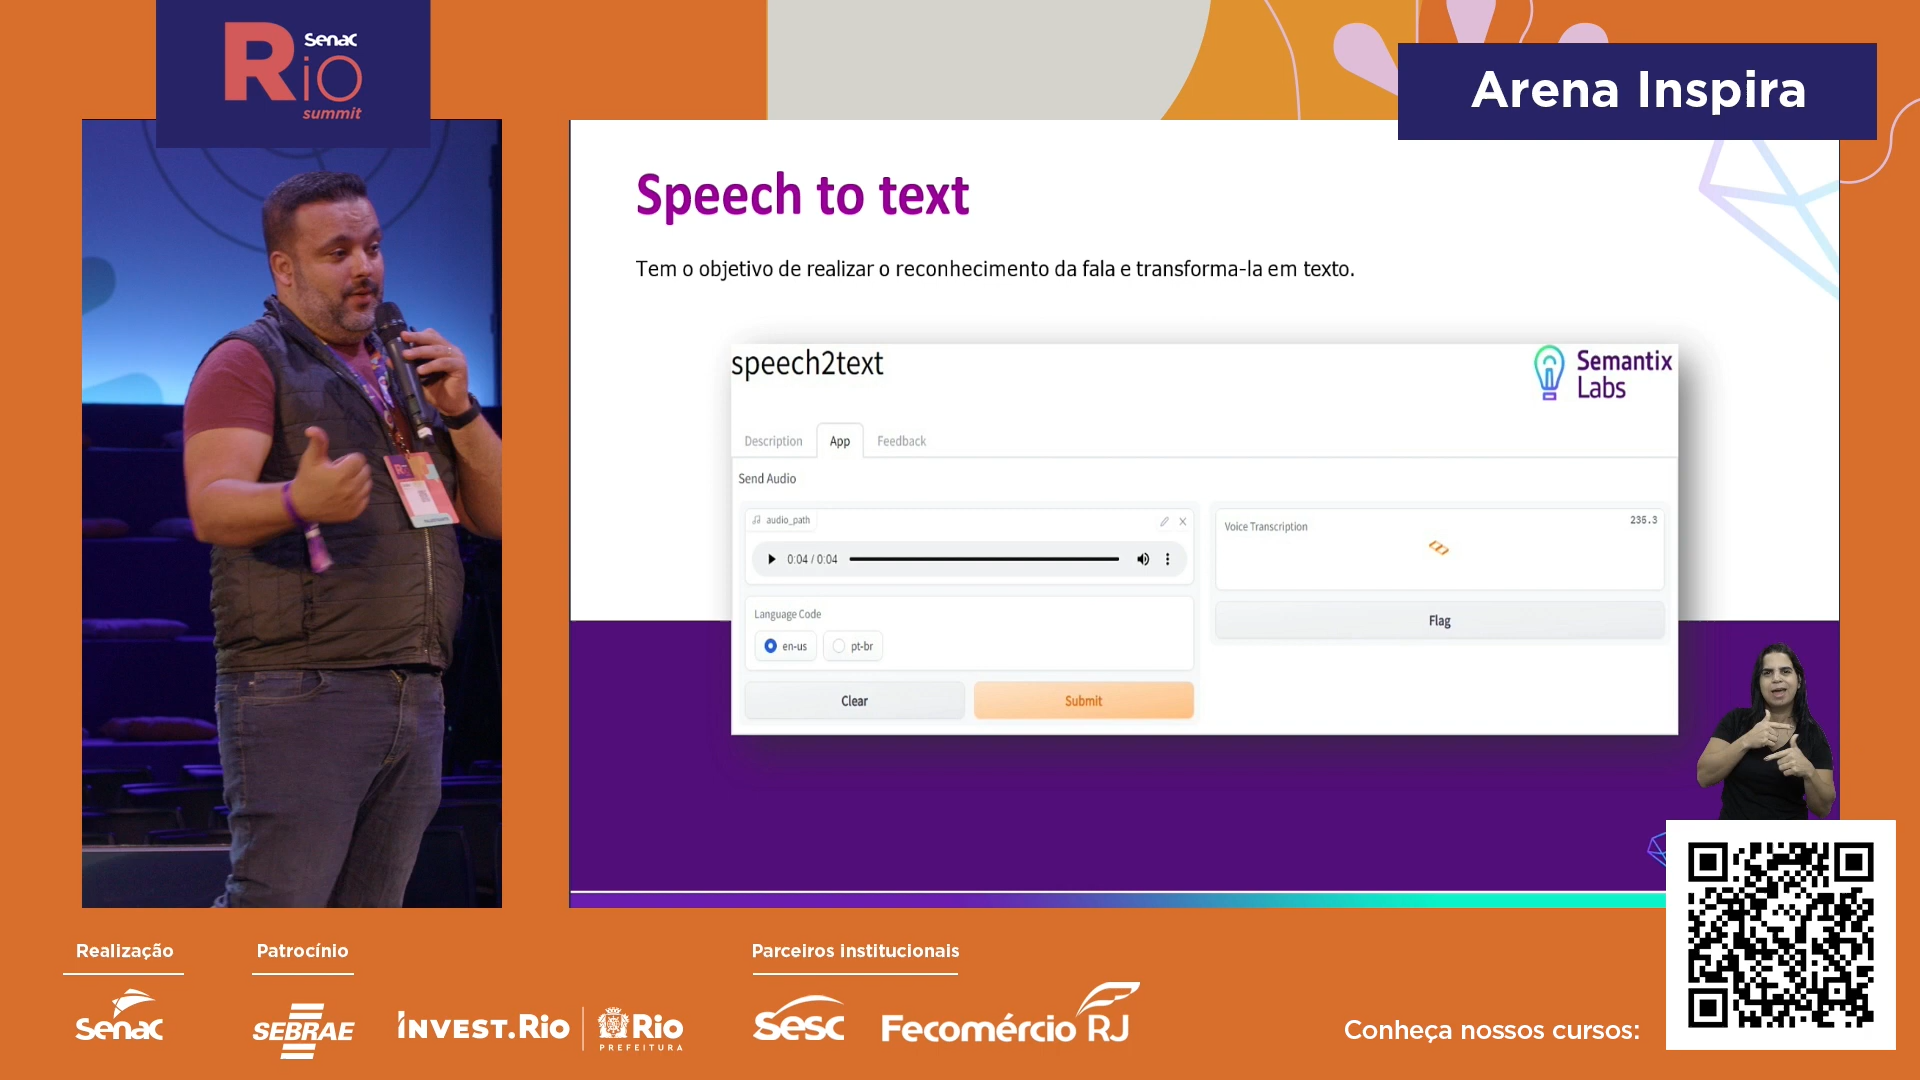 Senac
Rio
summit
Arena Inspira
Speech to text
Tem o objetivo de realizar o reconhecimento da fala e transforma-la em texto.
speech2text
Semantix
Labs
Description
App
Feedback
Send Audio
audio_path
0:04 / 0:04
Language Code
en-us
pt-br
Clear
Submit
Voice Transcription
236.3
Flag
Realização
Patrocínio
Parceiros institucionais
Senac
SEBRAE
INVEST.Rio
Rio
PREFEITURA
Sesc
Fecomércio RJ
Conheça nossos cursos: